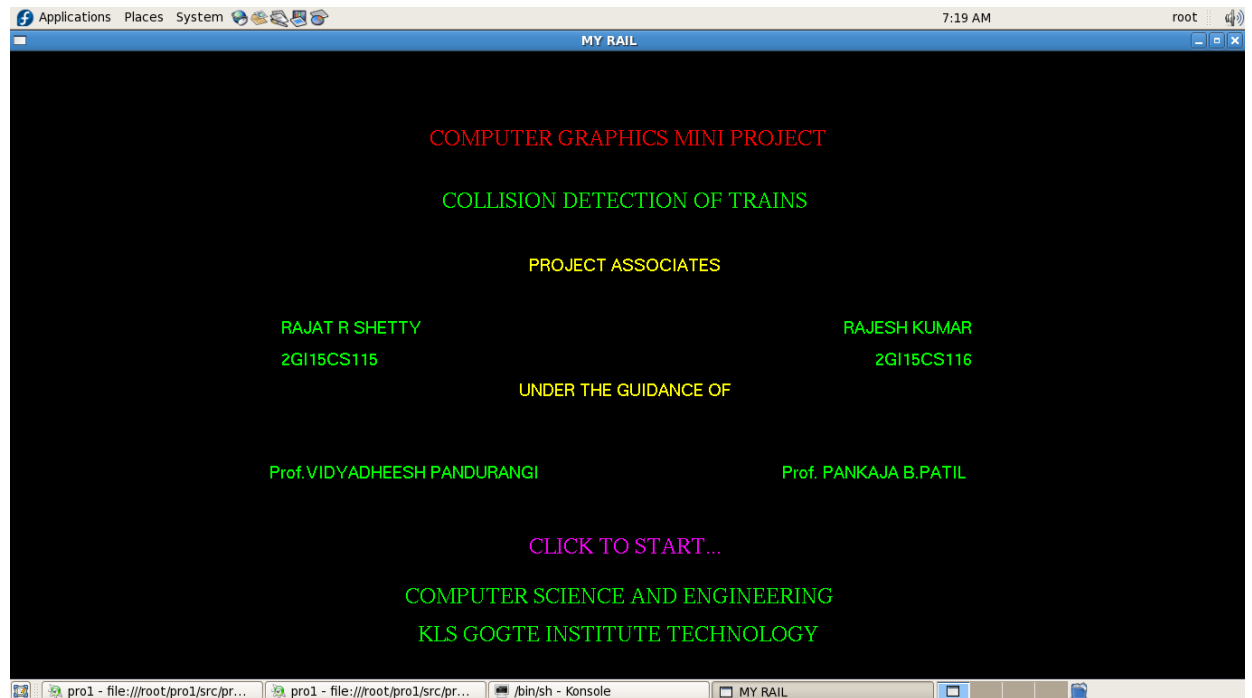 Applications Places System 7:19 AM root
MY RAIL
COMPUTER GRAPHICS MINI PROJECT
COLLISION DETECTION OF TRAINS
PROJECT ASSOCIATES
RAJAT R SHETTY RAJESH KUMAR
2GI15CS115 2GI15CS116
UNDER THE GUIDANCE OF
Prof.VIDYADHEESH PANDURANGI Prof. PANKAJA B.PATIL
CLICK TO START...
COMPUTER SCIENCE AND ENGINEERING
KLS GOGTE INSTITUTE TECHNOLOGY
pro1 - file:///root/pro1/src/pr... pro1 - file:///root/pro1/src/pr... /bin/sh - Konsole MY RAIL